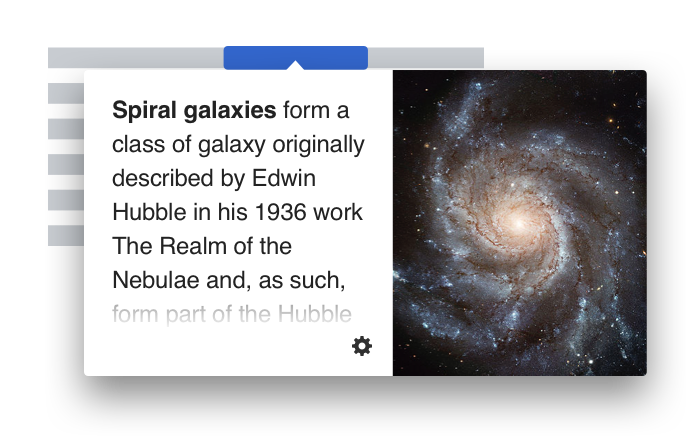 Spiral galaxies form a
class of galaxy originally
described by Edwin
Hubble in his 1936 work
The Realm of the
Nebulae and, as such,
form part of the Hubble